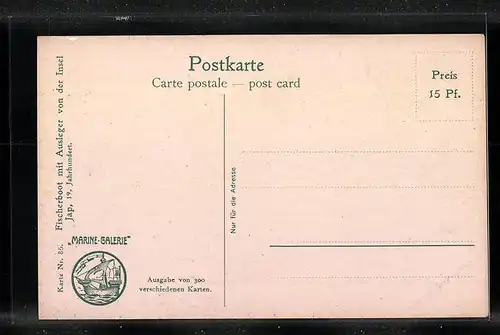 Postkarte
Carte postale — post card
Preis
15 Pf.
Karte Nr. 85. Fischerboot mit Ausleger von der Insel
Jap, 19. Jahrhundert.
Nur für die Adresse
„MARINE-GALERIE"
Ausgabe von 300
verschiedenen Karten.